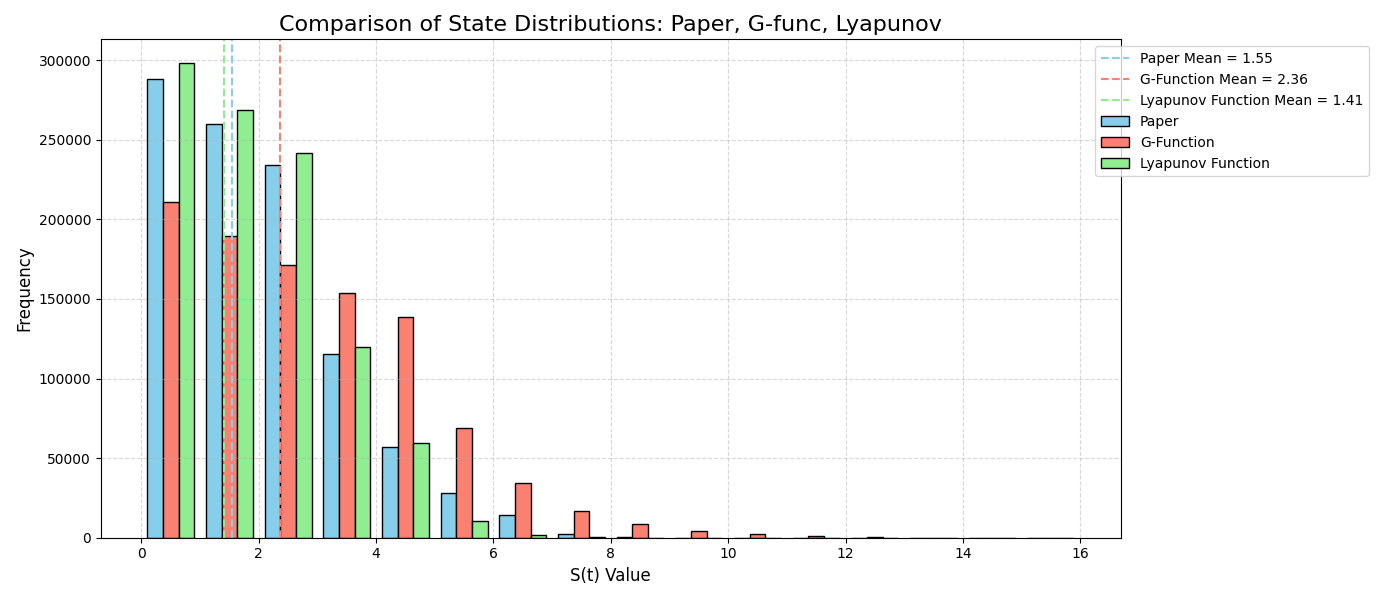 Comparison of State Distributions: Paper, G-func, Lyapunov
Paper Mean = 1.55
G-Function Mean = 2.36
Lyapunov Function Mean = 1.41
Paper
G-Function
Lyapunov Function
Frequency
300000
250000
200000
150000
100000
50000
0
0 2 4 6 8 10 12 14 16
S(t) Value